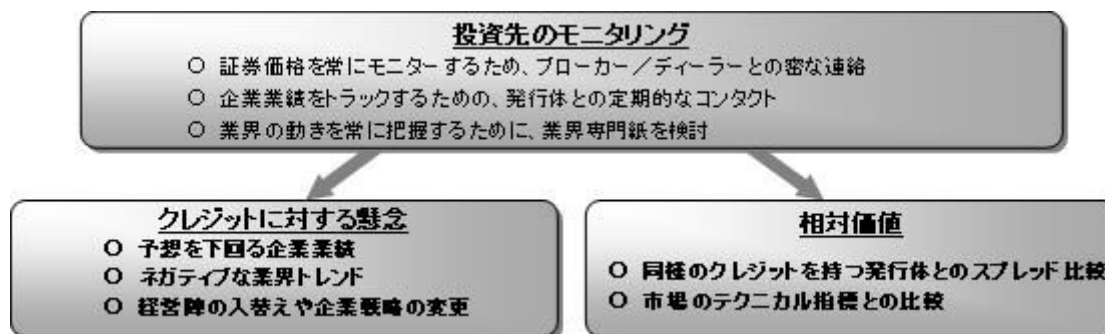 投資先のモニタリング
○ 証券価格を常にモニターするため、ブローカー／ディーラーとの密な連絡
○ 企業業績をトラックするための、発行体との定期的なコンタクト
○ 業界の動きを常に把握するために、業界専門紙を検討
クレジットに対する懸念
○ 予想を下回る企業業績
○ ネガティブな業界トレンド
○ 経営陣の入替えや企業戦略の変更
相対価値
○ 同様のクレジットを持つ発行体とのスプレッド比較
○ 市場のテクニカル指標との比較